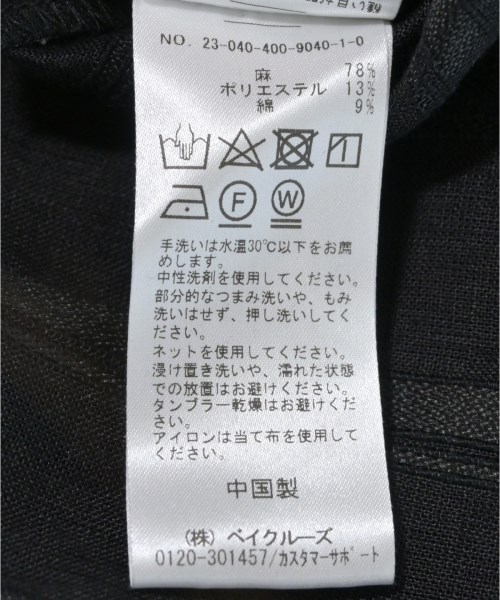 NO. 23-040-400-9040-1-0
麻 78%
ポリエステル 13%
綿 9%
F W
手洗いは水温30℃以下をお薦
めします。
中性洗剤を使用してください。
部分的なつまみ洗いや、もみ
洗いはせず、押し洗いしてく
ださい。
ネットを使用してください。
浸け置き洗いや、濡れた状態
での放置はお避けください。
タンブラー乾燥はお避けくだ
さい。
アイロンは当て布を使用して
ください。
中国製
(株) ベイクルーズ
0120-301457/カスタマーサポート